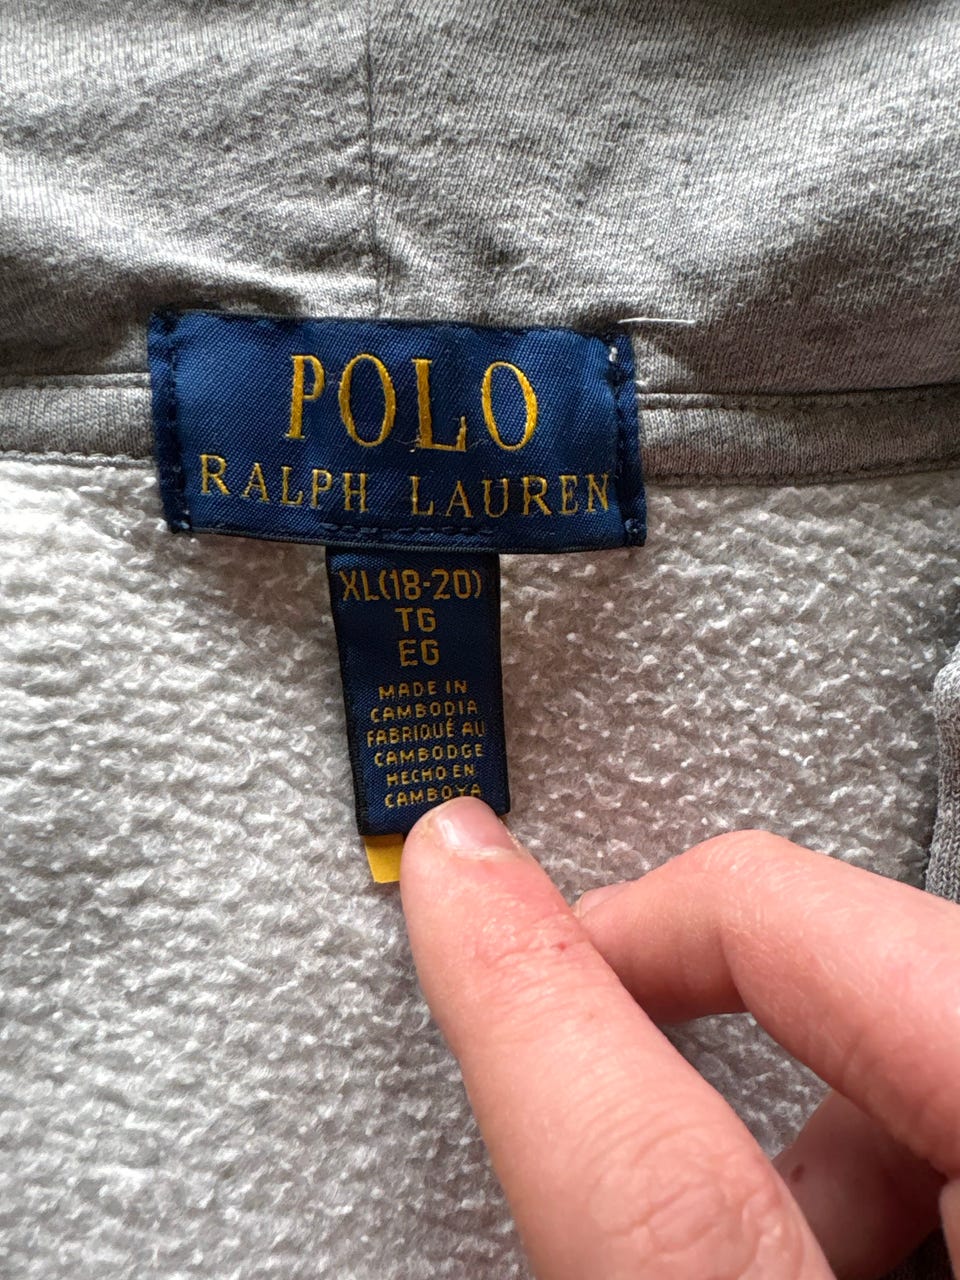 POLO
RALPH LAUREN
XL(18-20)
TG
EG
MADE IN
CAMBODIA
FABRIQUÉ AU
CAMBODGE
HECHO EN
CAMBOYA